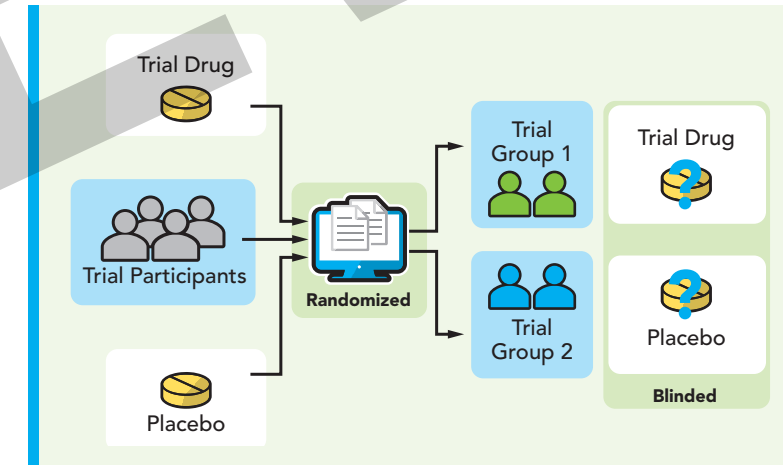 Trial Drug
Trial Participants
Placebo
Randomized
Trial
Group 1
Trial
Group 2
Trial Drug
?
?
Placebo
Blinded